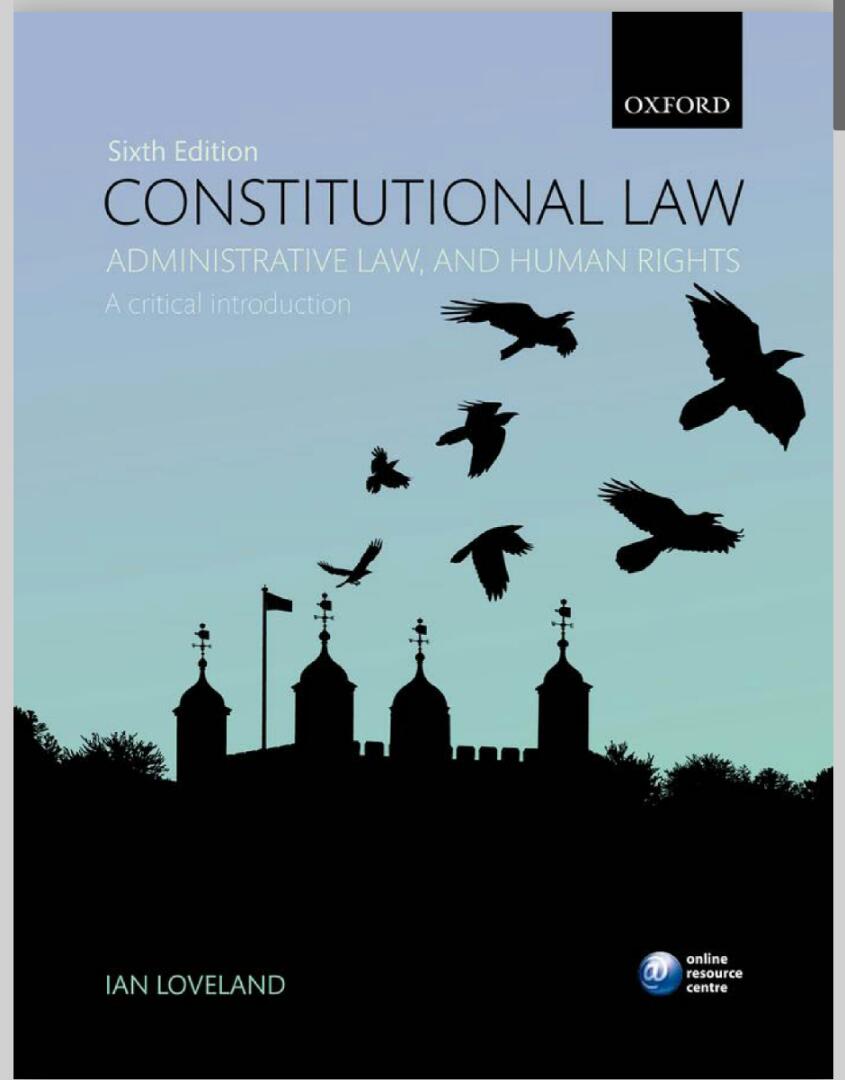 OXFORD
Sixth Edition
CONSTITUTIONAL LAW
ADMINISTRATIVE LAW, AND HUMAN RIGHTS
A critical introduction
IAN LOVELAND
@ online
resource
centre